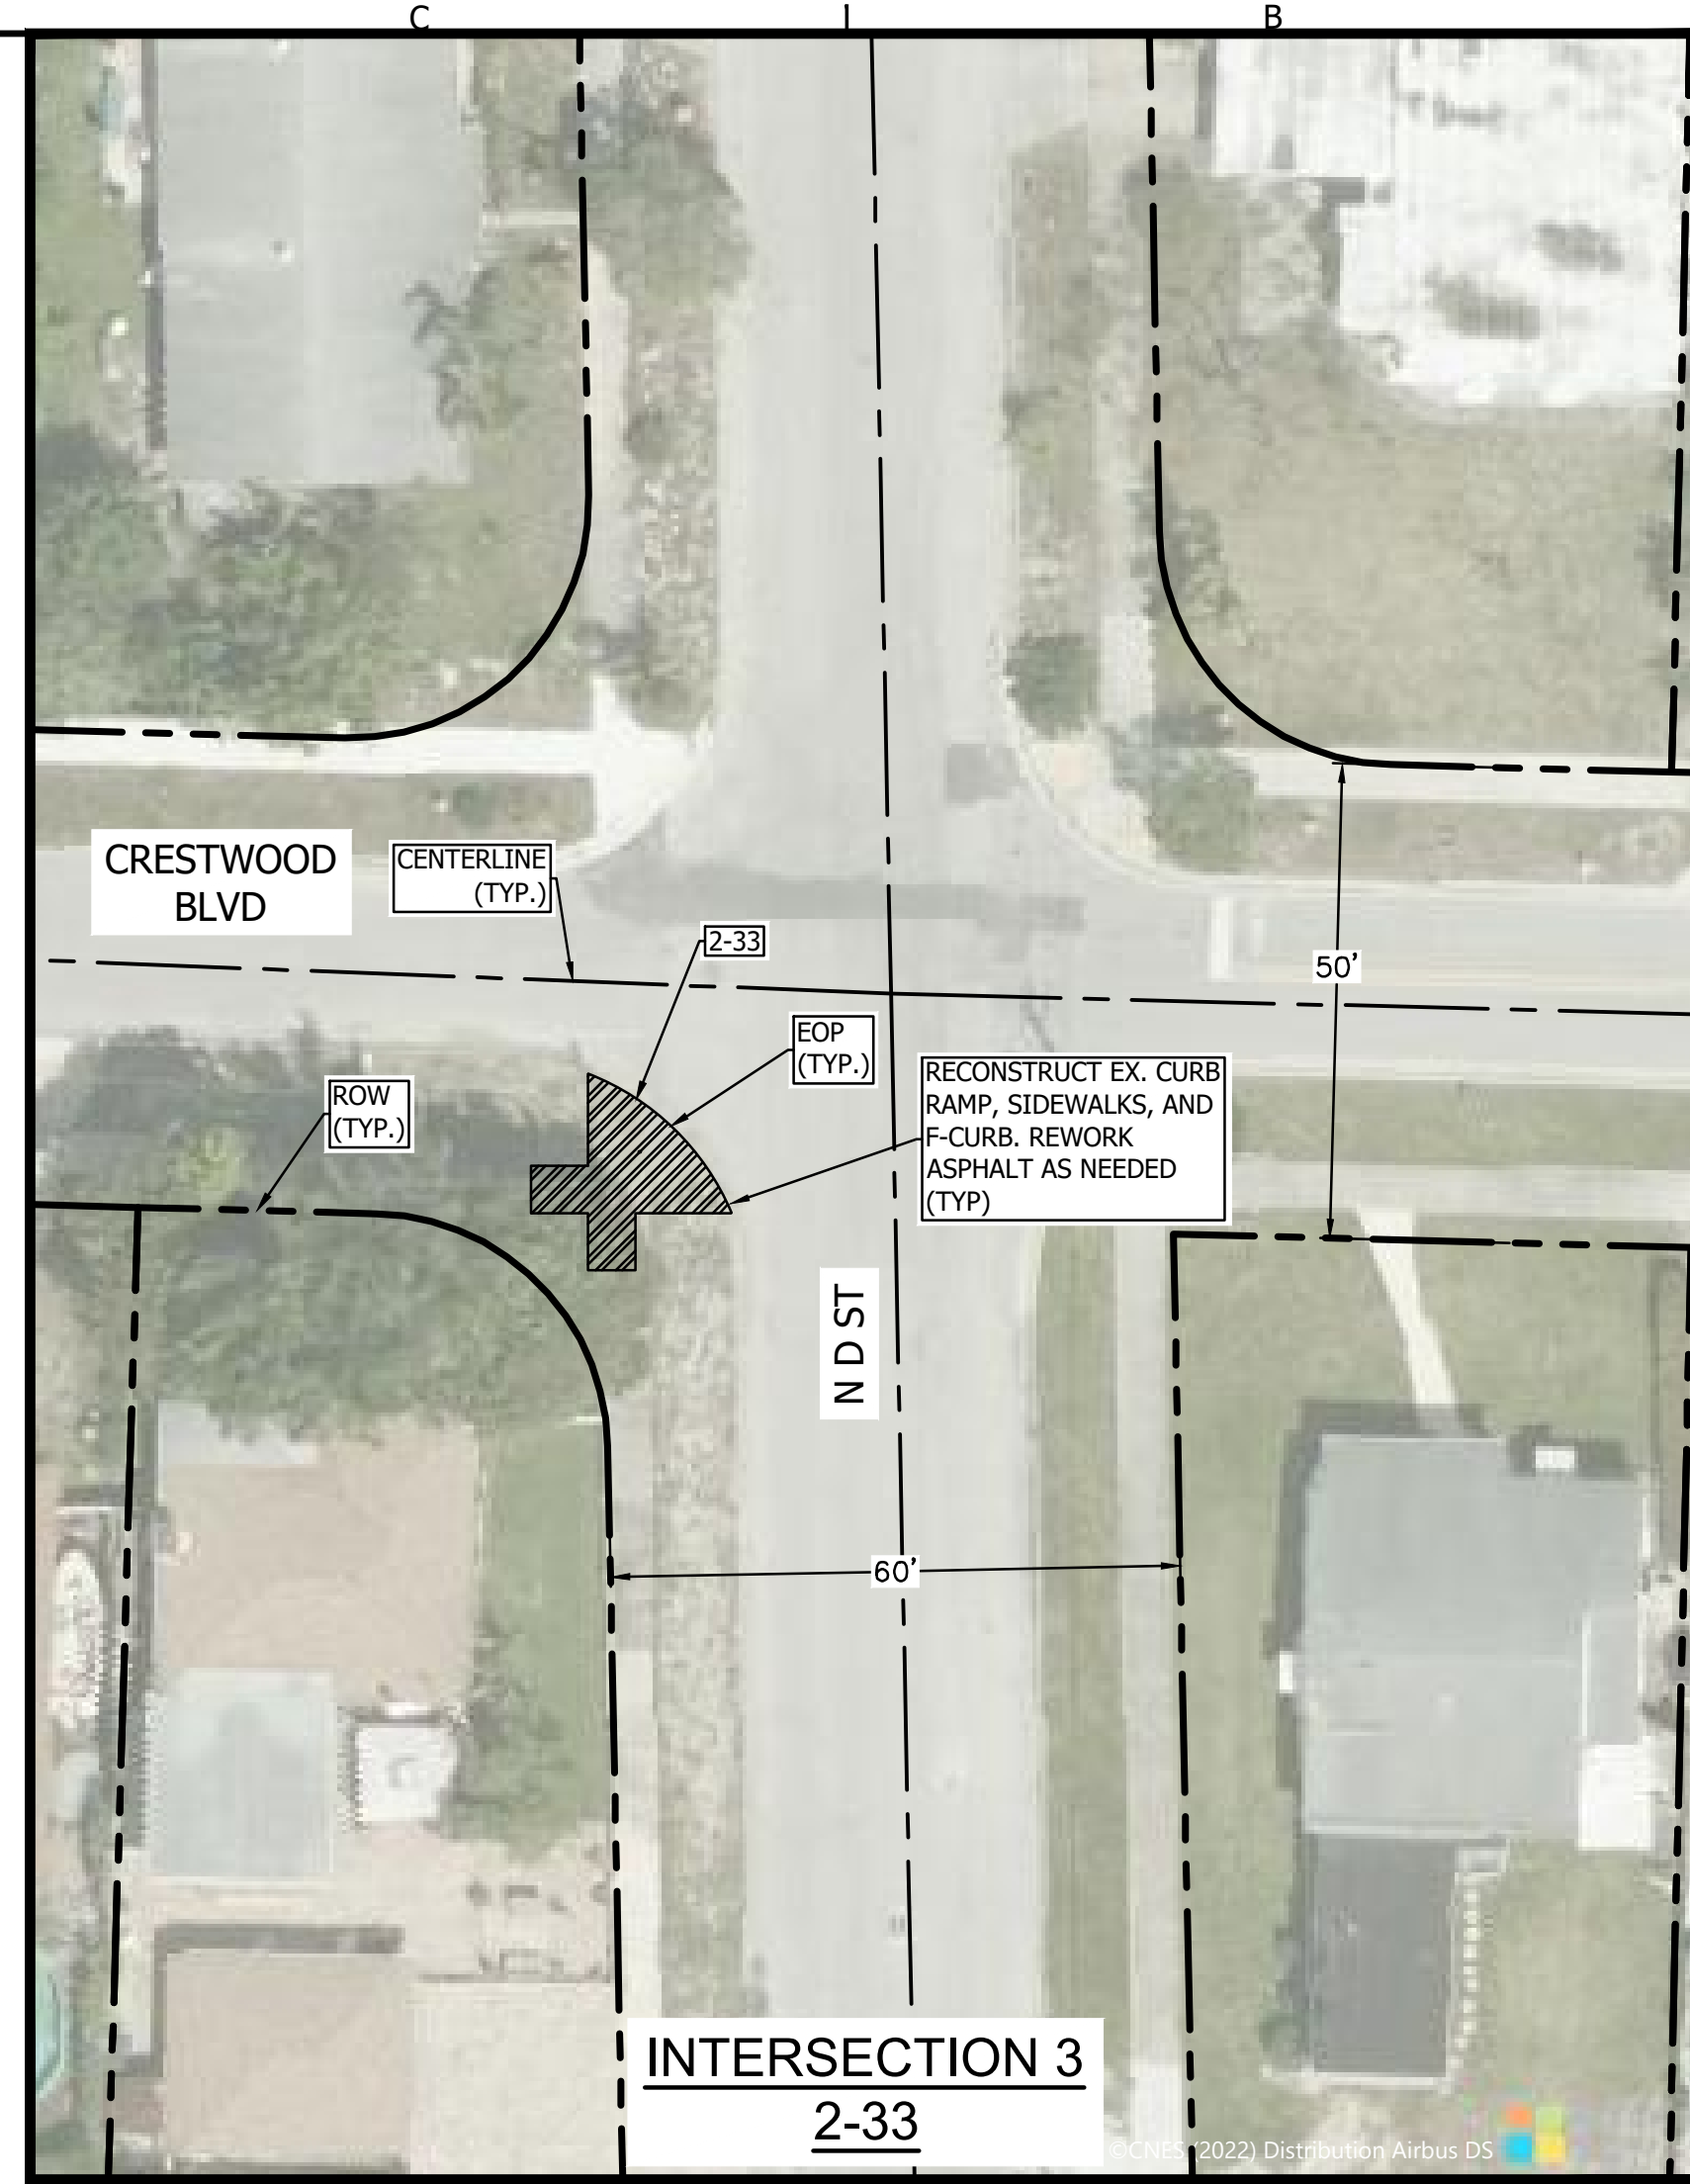 C
B
CRESTWOOD
BLVD
CENTERLINE
(TYP.)
2-33
50'
EOP
(TYP.)
ROW
(TYP.)
RECONSTRUCT EX. CURB
RAMP, SIDEWALKS, AND
F-CURB. REWORK
ASPHALT AS NEEDED
(TYP)
N D ST
60'
INTERSECTION 3
2-33
©CNES (2022) Distribution Airbus DS